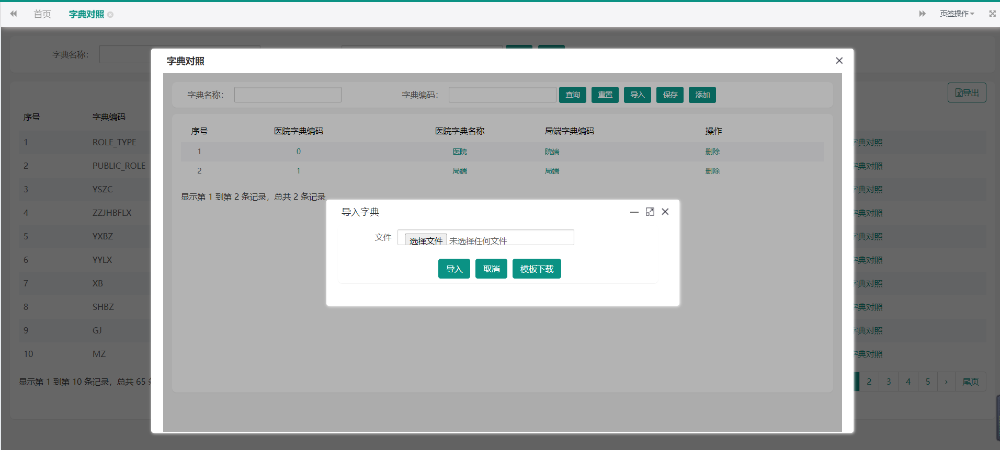 首页 字典对照 页签操作
字典名称：
字典对照
字典名称： 字典编码： 查询 重置 导入 保存 添加
导出
序号 字典编码
序号 医院字典编码 医院字典名称 局端字典编码 操作
1 ROLE_TYPE 字典对照
1 0 医院 院端 删除
2 PUBLIC_ROLE 字典对照
2 1 局端 局端 删除
3 YSZC 字典对照
显示第 1 到第 2 条记录，总共 2 条记录
导入字典
4 ZZJHBFLX 字典对照
5 YXBZ 字典对照
文件 选择文件 未选择任何文件
6 YYLX 字典对照
导入 取消 模板下载
7 XB 字典对照
8 SHBZ 字典对照
9 GJ 字典对照
10 MZ 字典对照
显示第 1 到第 10 条记录，总共 65 2 3 4 5 › 尾页